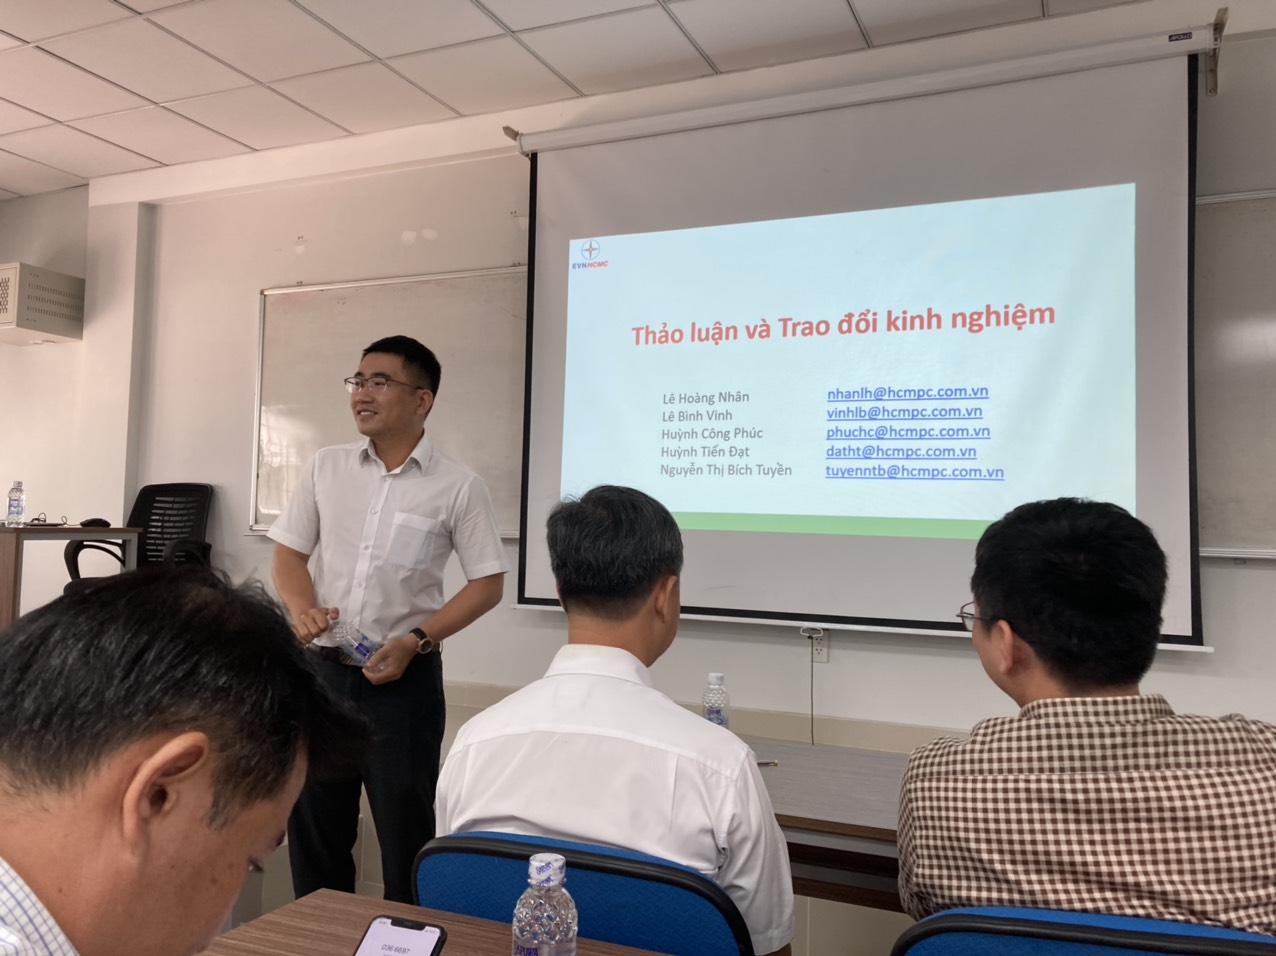 EVNHCMC
Thảo luận và Trao đổi kinh nghiệm
Lê Hoàng Nhân nhanlh@hcmpc.com.vn
Lê Bình Vinh vinhlb@hcmpc.com.vn
Huỳnh Công Phúc phuchc@hcmpc.com.vn
Huỳnh Tiến Đạt datht@hcmpc.com.vn
Nguyễn Thị Bích Tuyền tuyenntb@hcmpc.com.vn
036 6697